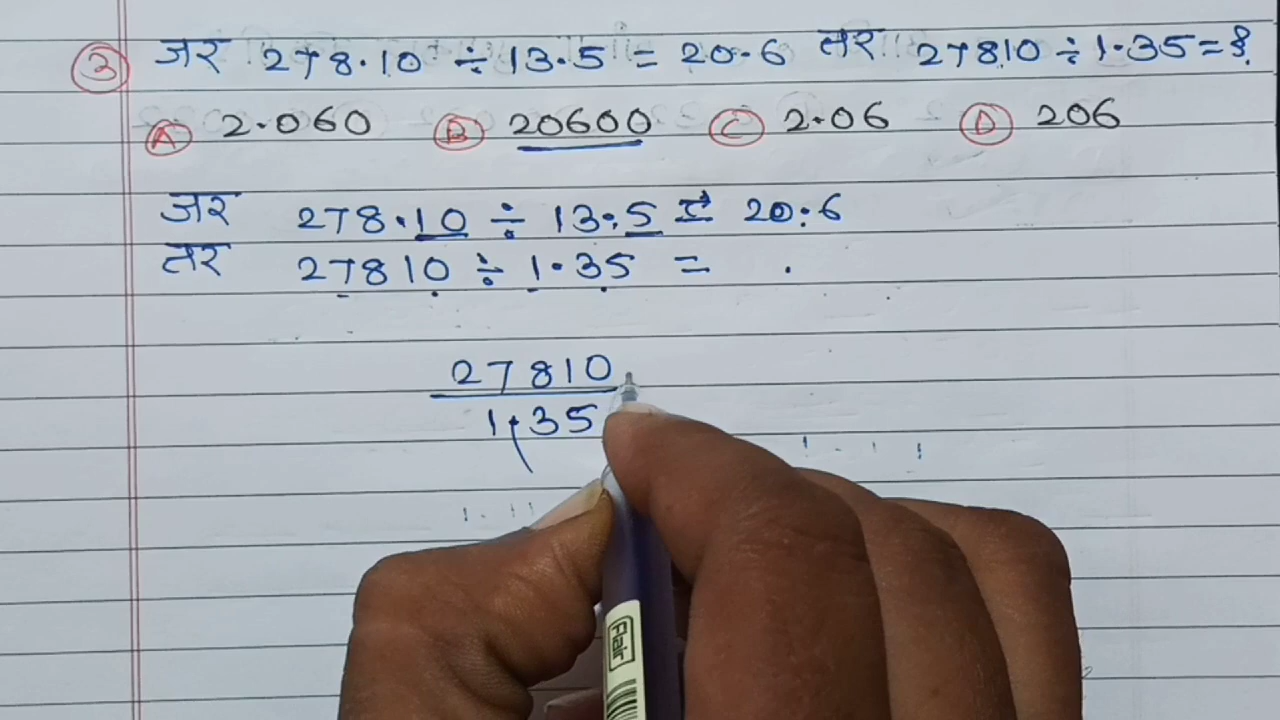 3 जर 278.10 ÷ 13.5 = 20.6 तर 27810 ÷ 1.35 = ?
A 2.060 B 20600 C 2.06 D 206
जर 278.10 ÷ 13.5 = 20.6
तर 27810 ÷ 1.35 = .
27810
1.35
Flair